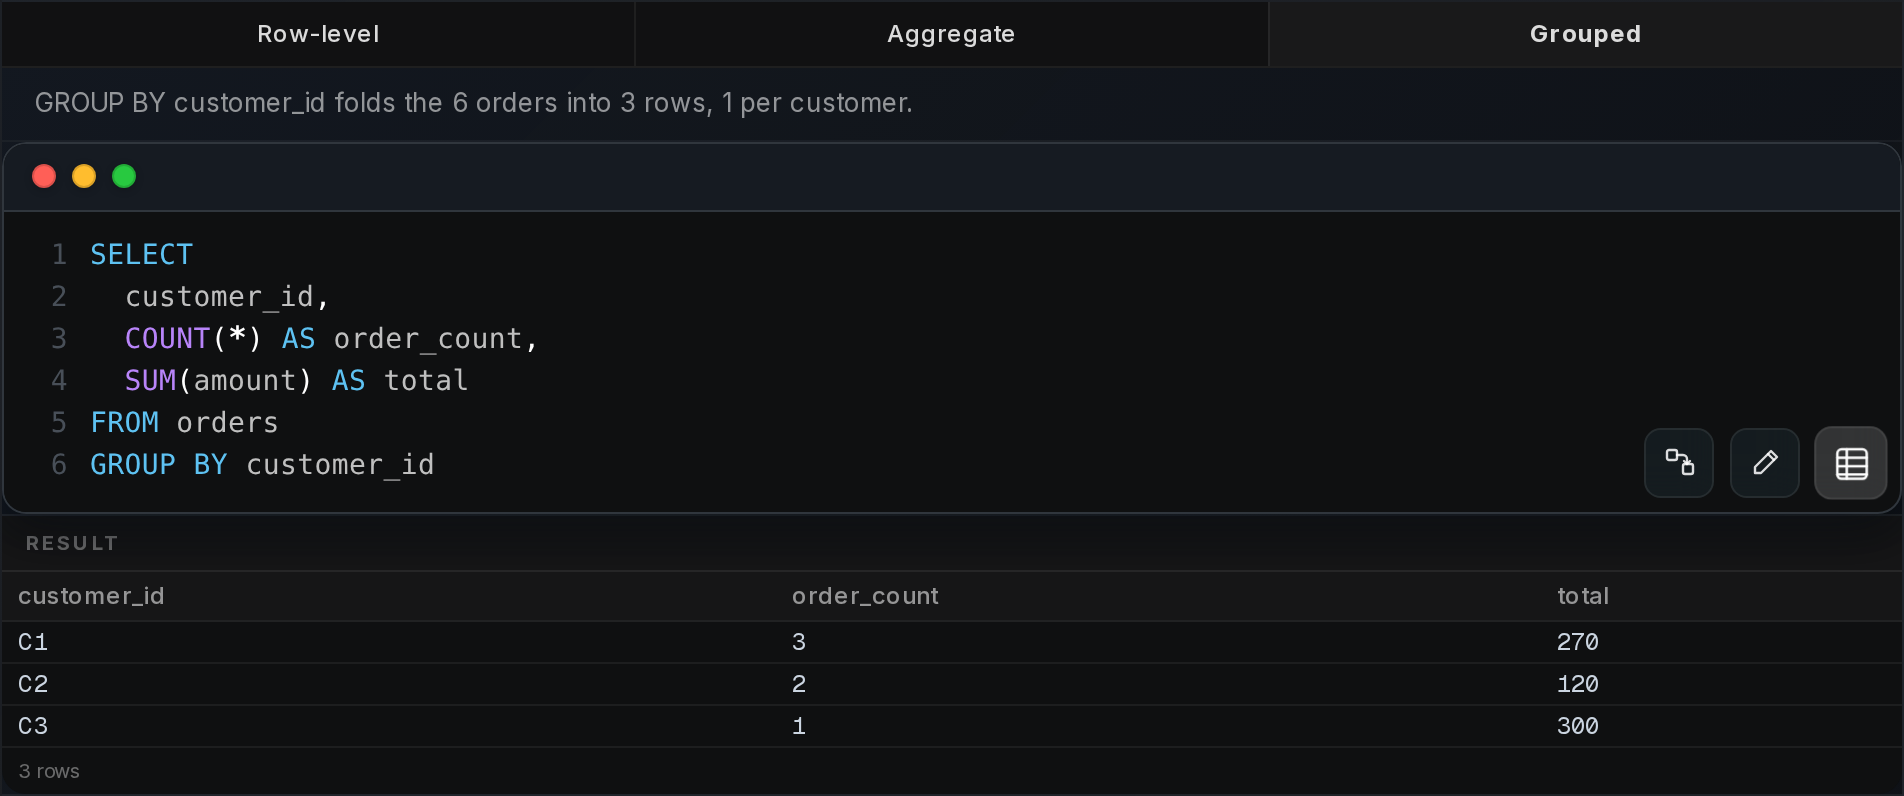 Row-level
Aggregate
Grouped
GROUP BY customer_id folds the 6 orders into 3 rows, 1 per customer.
1 SELECT
2   customer_id,
3   COUNT(*) AS order_count,
4   SUM(amount) AS total
5 FROM orders
6 GROUP BY customer_id
RESULT
customer_id order_count total
C1 3 270
C2 2 120
C3 1 300
3 rows